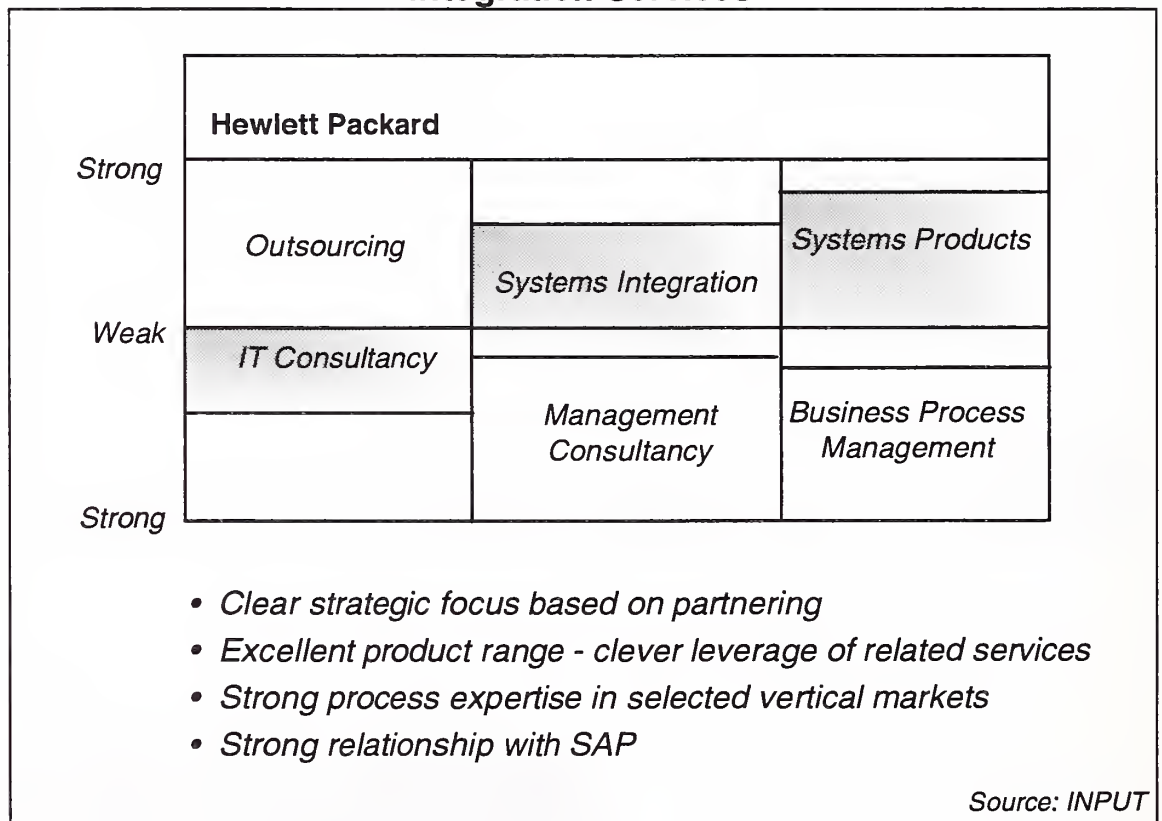 Hewlett Packard
Strong
Outsourcing
Systems Integration
Systems Products
Weak
IT Consultancy
Management
Consultancy
Business Process
Management
Strong
• Clear strategic focus based on partnering
• Excellent product range - clever leverage of related services
• Strong process expertise in selected vertical markets
• Strong relationship with SAP
Source: INPUT